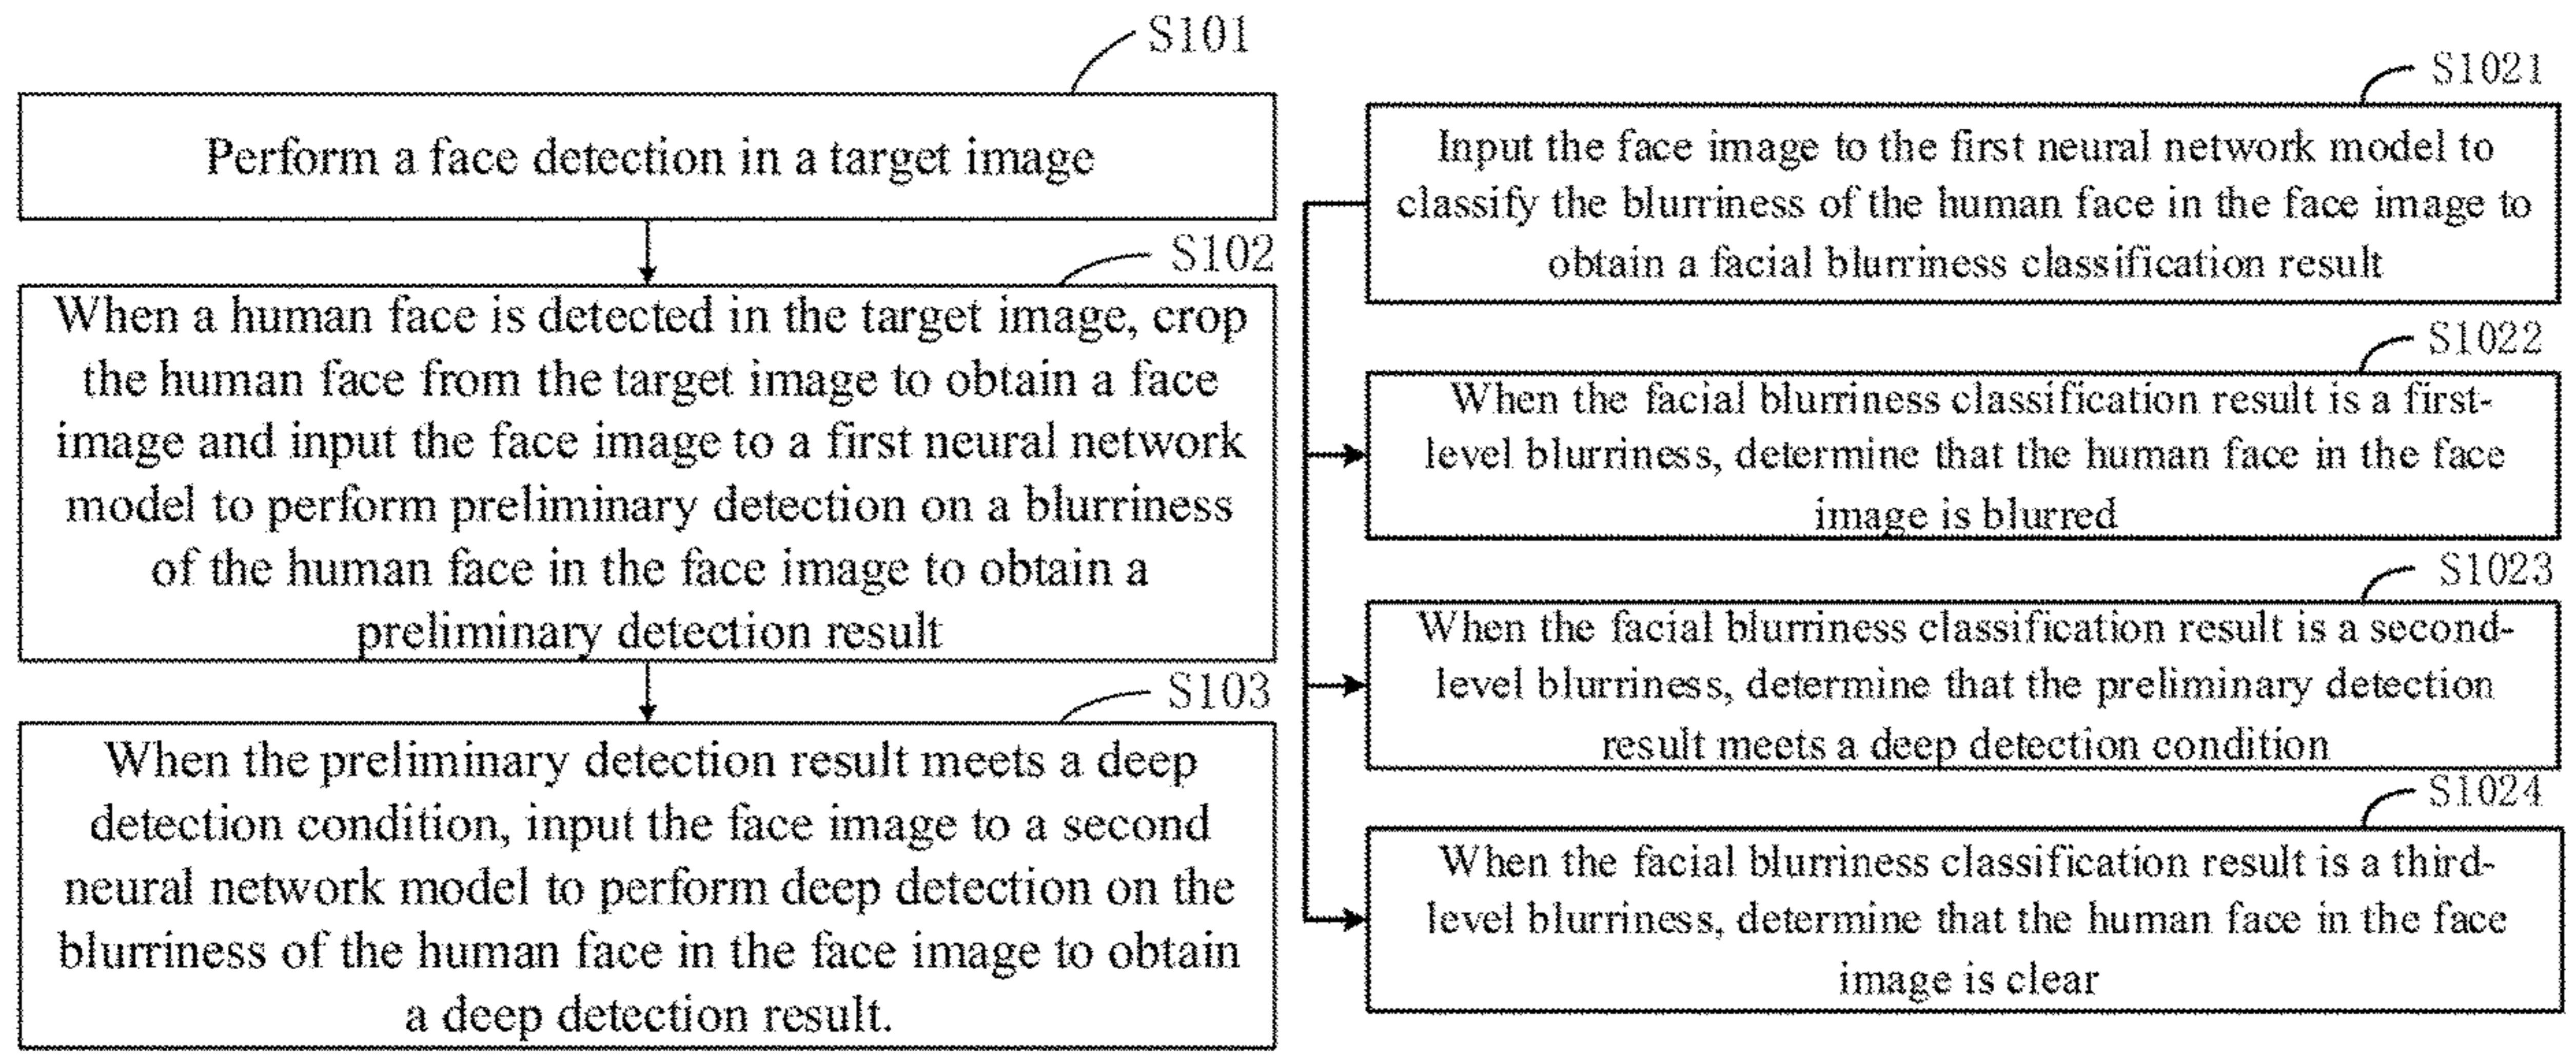 S101
Perform a face detection in a target image
S102
When a human face is detected in the target image, crop
the human face from the target image to obtain a face
image and input the face image to a first neural network
model to perform preliminary detection on a blurriness
of the human face in the face image to obtain a
preliminary detection result
S103
When the preliminary detection result meets a deep
detection condition, input the face image to a second
neural network model to perform deep detection on the
blurriness of the human face in the face image to obtain
a deep detection result.
S1021
Input the face image to the first neural network model to
classify the blurriness of the human face in the face image to
obtain a facial blurriness classification result
S1022
When the facial blurriness classification result is a first-
level blurriness, determine that the human face in the face
image is blurred
S1023
When the facial blurriness classification result is a second-
level blurriness, determine that the preliminary detection
result meets a deep detection condition
S1024
When the facial blurriness classification result is a third-
level blurriness, determine that the human face in the face
image is clear